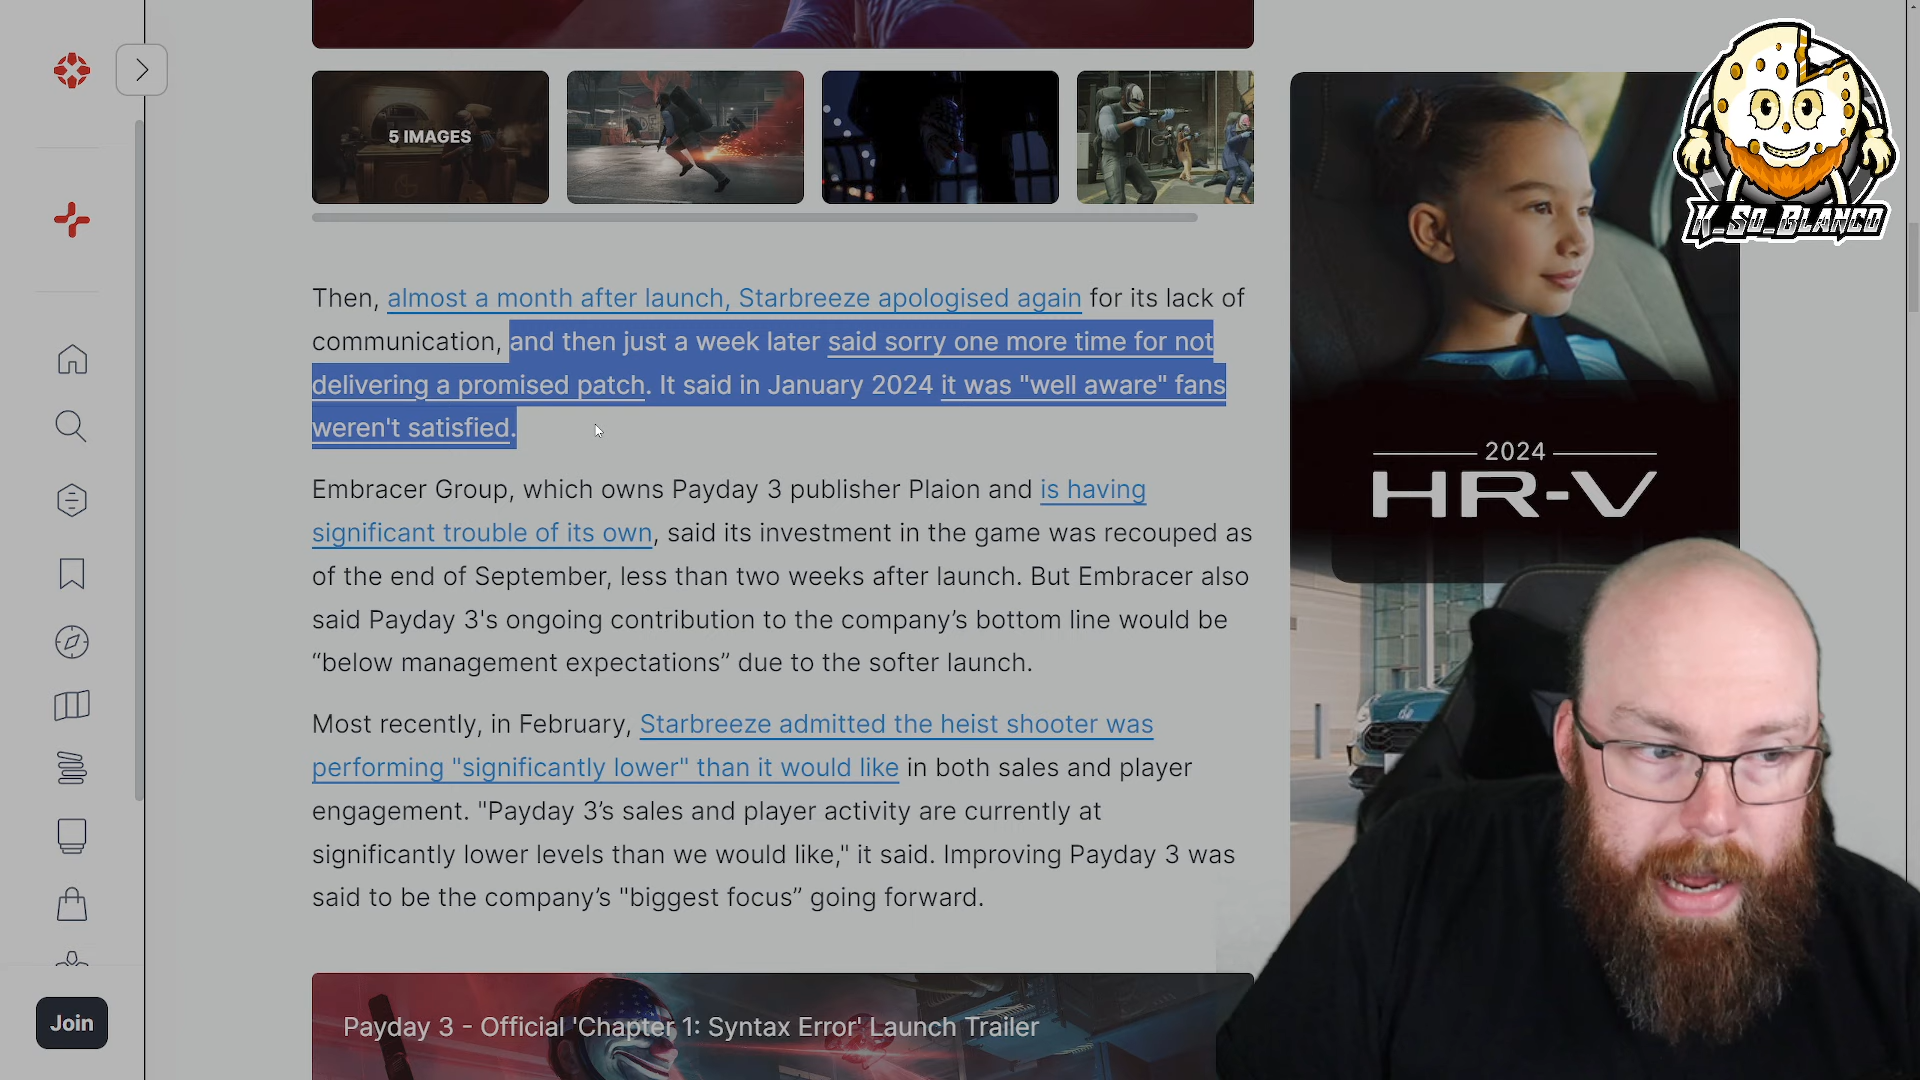 5 IMAGES
K_So_Blanco
Then, almost a month after launch, Starbreeze apologised again for its lack of
communication, and then just a week later said sorry one more time for not
delivering a promised patch. It said in January 2024 it was "well aware" fans
weren't satisfied.
Embracer Group, which owns Payday 3 publisher Plaion and is having
significant trouble of its own, said its investment in the game was recouped as
of the end of September, less than two weeks after launch. But Embracer also
said Payday 3's ongoing contribution to the company’s bottom line would be
“below management expectations” due to the softer launch.
Most recently, in February, Starbreeze admitted the heist shooter was
performing "significantly lower" than it would like in both sales and player
engagement. "Payday 3’s sales and player activity are currently at
significantly lower levels than we would like," it said. Improving Payday 3 was
said to be the company’s "biggest focus” going forward.
2024
HR-V
Join
Payday 3 - Official 'Chapter 1: Syntax Error' Launch Trailer